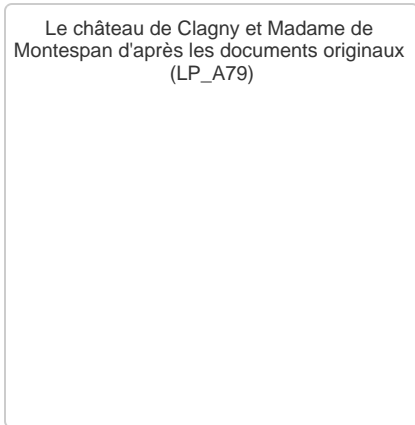 Le château de Clagny et Madame de
Montespan d'après les documents originaux
(LP_A79)